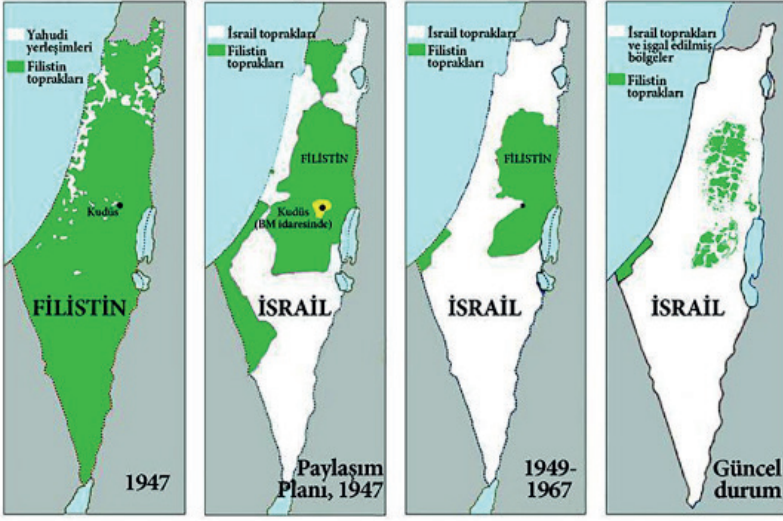 Yahudi
yerleşimleri
Filistin
toprakları
Kudüs
FİLİSTİN
1947
İsrail toprakları
Filistin
toprakları
FİLİSTİN
Kudüs
(BM idaresinde)
İSRAİL
Paylaşım
Planı, 1947
İsrail toprakları
Filistin
toprakları
FİLİSTİN
İSRAİL
1949-
1967
İsrail toprakları
ve işgal edilmiş
bölgeler
Filistin
toprakları
İSRAİL
Güncel
durum